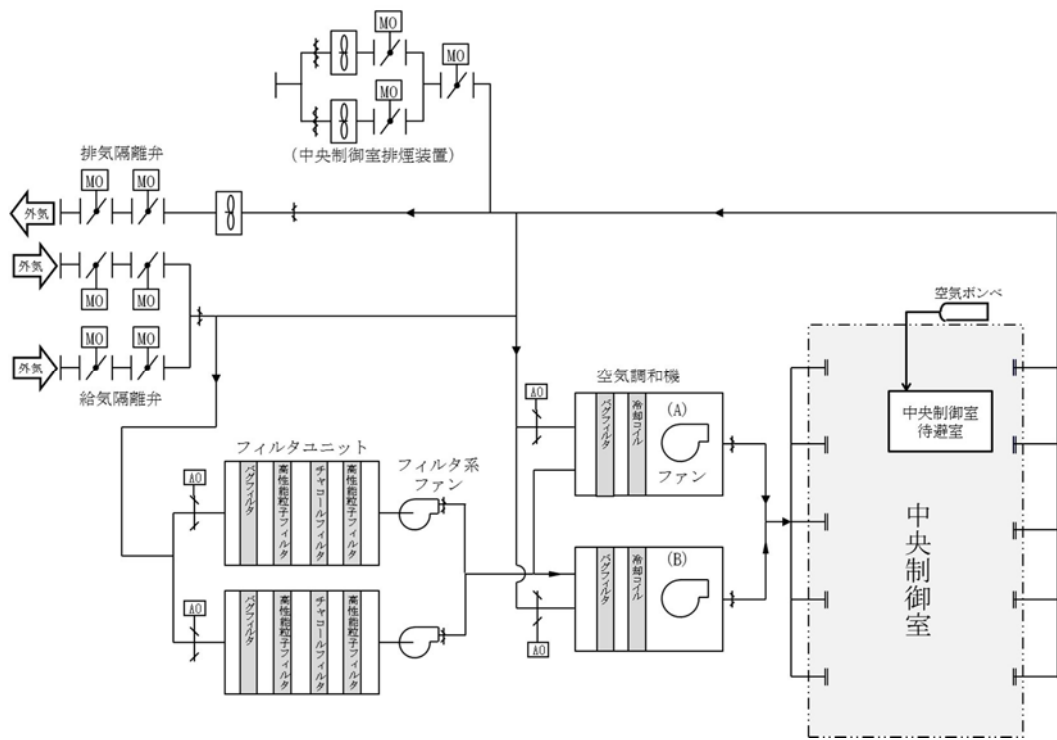 MO
MO
MO
(中央制御室排煙装置)
排気隔離弁
MO
MO
外気
外気
MO
MO
MO
MO
外気
給気隔離弁
空気ボンベ
中央制御室
待避室
中央制御室
空気調和機
AO
バグフィルタ
冷却コイル
(A)
ファン
バグフィルタ
冷却コイル
(B)
AO
フィルタユニット
フィルタ系
ファン
AO
バグフィルタ
高性能粒子フィルタ
チャコールフィルタ
高性能粒子フィルタ
AO
バグフィルタ
高性能粒子フィルタ
チャコールフィルタ
高性能粒子フィルタ